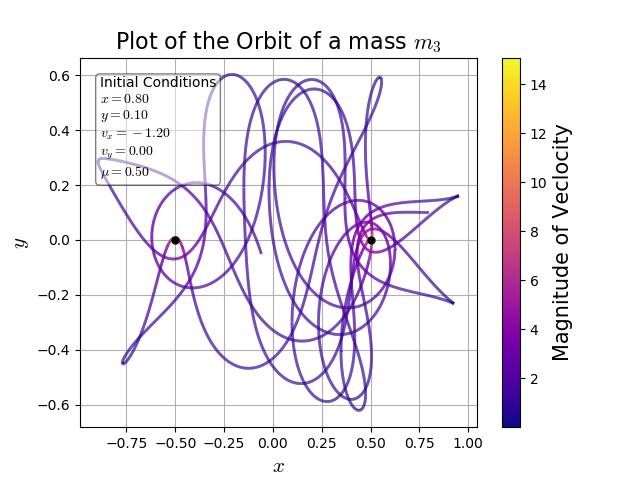 Plot of the Orbit of a mass m₃
Initial Conditions
x = 0.80
y = 0.10
vₓ = −1.20
v_y = 0.00
μ = 0.50
0.6
0.4
0.2
0.0
−0.2
−0.4
−0.6
y
−0.75 −0.50 −0.25 0.00 0.25 0.50 0.75 1.00
x
14
12
10
8
6
4
2
Magnitude of Veclocity